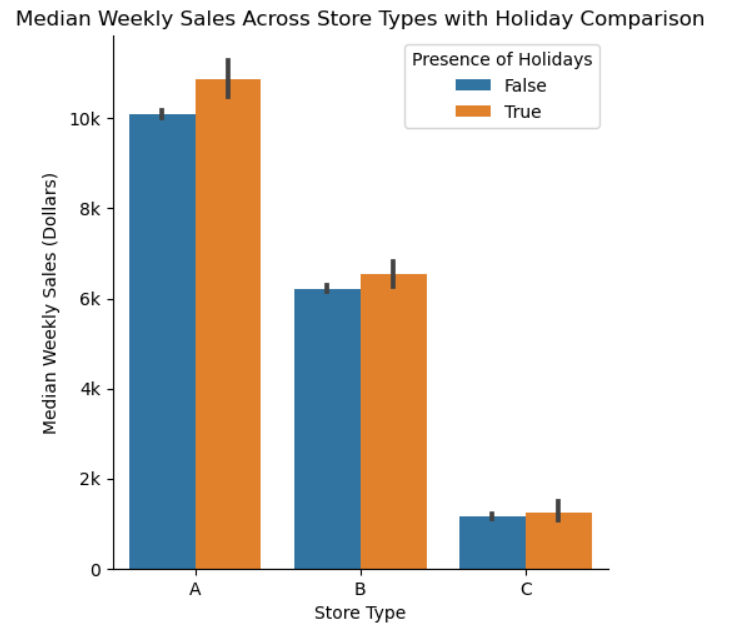 Median Weekly Sales Across Store Types with Holiday Comparison
Presence of Holidays
False
True
Median Weekly Sales (Dollars)
10k
8k
6k
4k
2k
0
A B C
Store Type